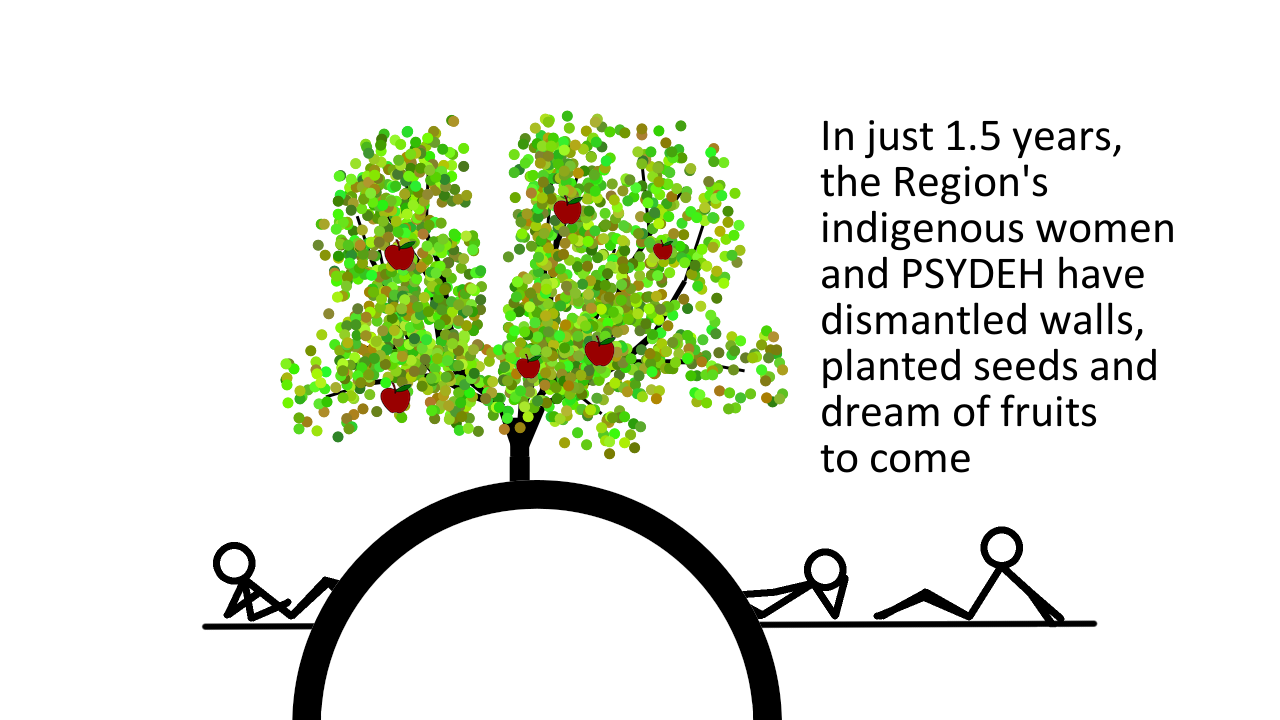 In just 1.5 years,
the Region's
indigenous women
and PSYDEH have
dismantled walls,
planted seeds and
dream of fruits
to come